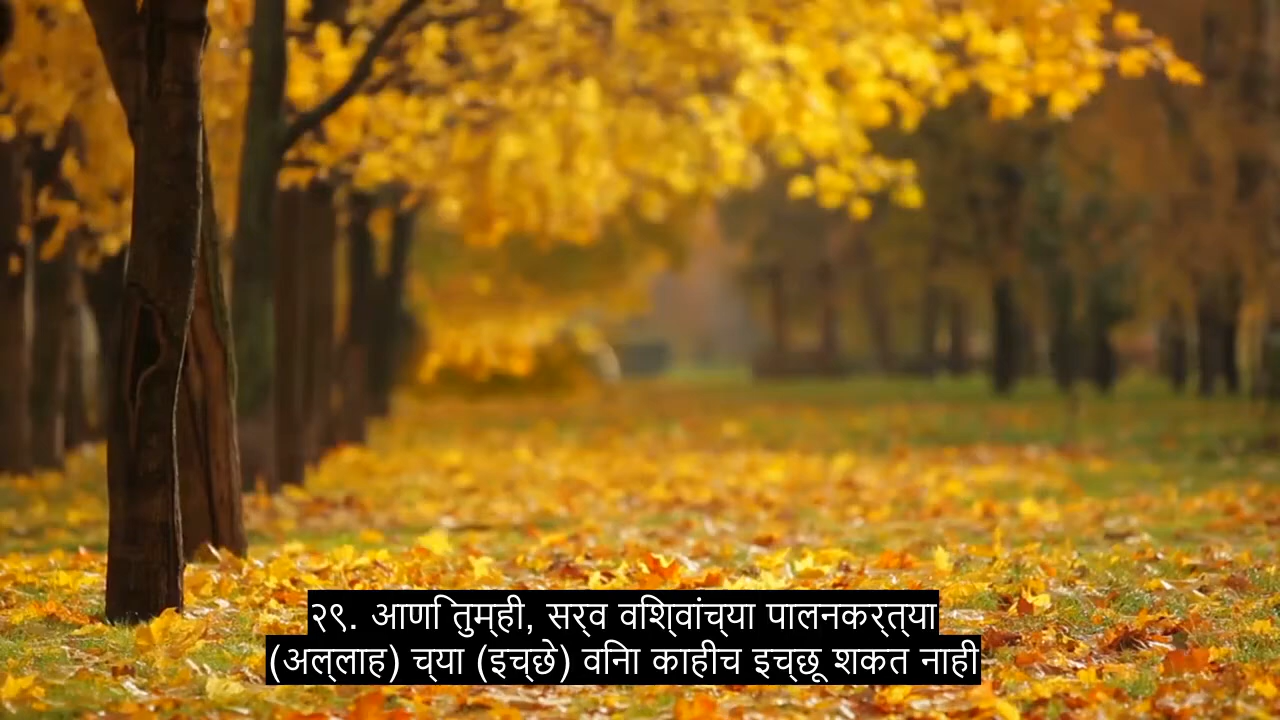 २९. आणि तुम्ही, सर्व विश्वांच्या पालनकर्त्या
(अल्लाह) च्या (इच्छे) विना काहीच इच्छू शकत नाही